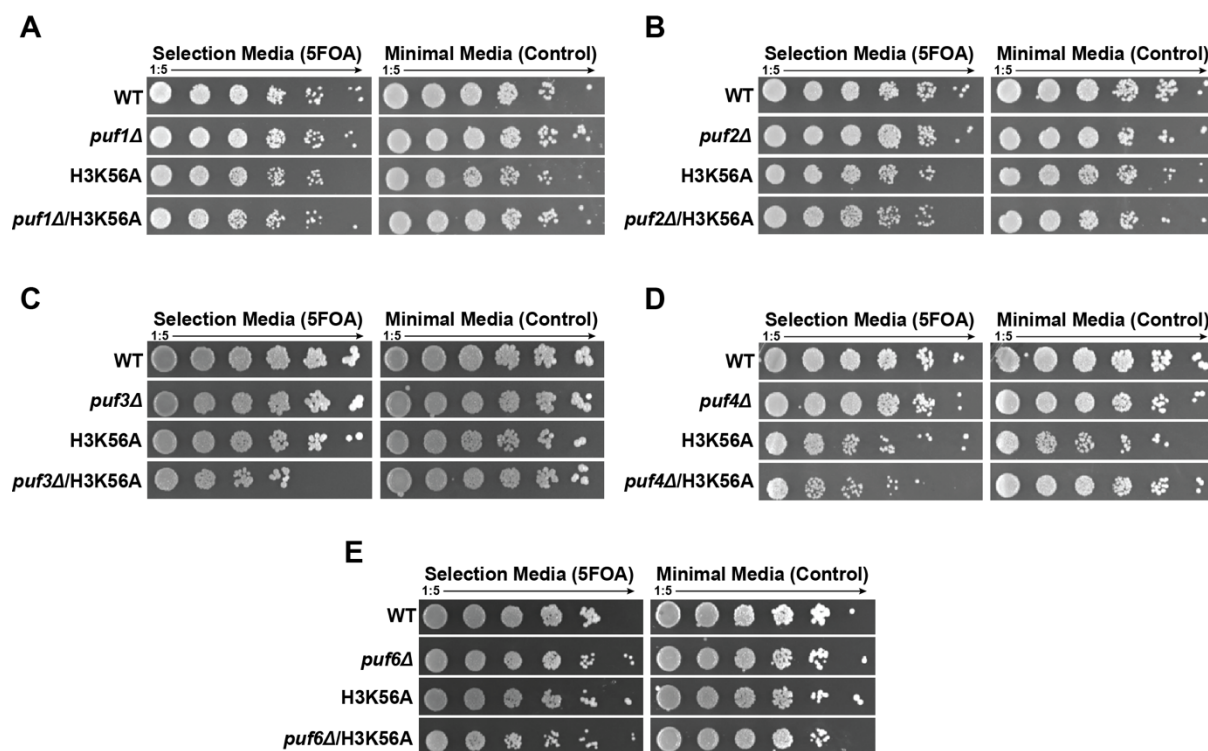 A
Selection Media (5FOA) Minimal Media (Control)
1:5 1:5
WT
puf1Δ
H3K56A
puf1Δ/H3K56A
B
Selection Media (5FOA) Minimal Media (Control)
1:5 1:5
WT
puf2Δ
H3K56A
puf2Δ/H3K56A
C
Selection Media (5FOA) Minimal Media (Control)
1:5 1:5
WT
puf3Δ
H3K56A
puf3Δ/H3K56A
D
Selection Media (5FOA) Minimal Media (Control)
1:5 1:5
WT
puf4Δ
H3K56A
puf4Δ/H3K56A
E
Selection Media (5FOA) Minimal Media (Control)
1:5 1:5
WT
puf6Δ
H3K56A
puf6Δ/H3K56A